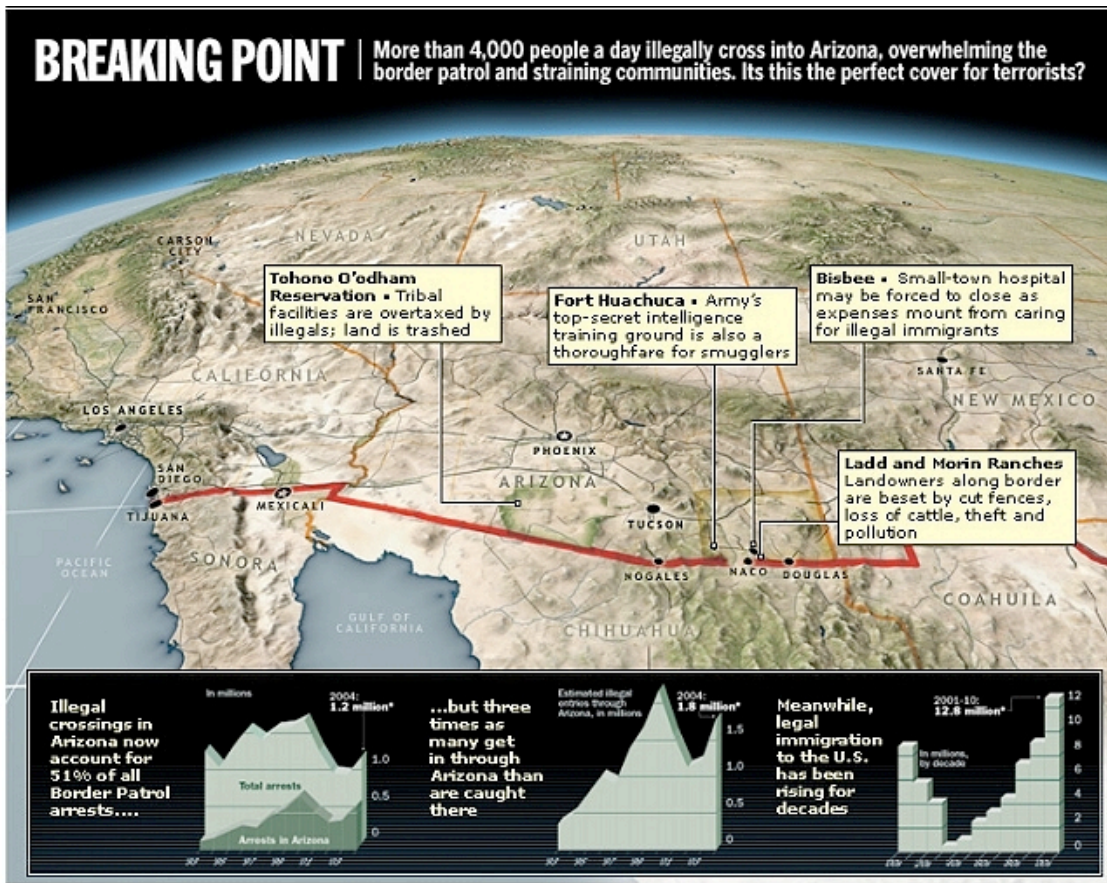 BREAKING POINT
More than 4,000 people a day illegally cross into Arizona, overwhelming the
border patrol and straining communities. Its this the perfect cover for terrorists?
CARSON
CITY
NEVADA
UTAH
SAN
FRANCISCO
Tohono O'odham
Reservation ▪ Tribal
facilities are overtaxed by
illegals; land is trashed
Fort Huachuca ▪ Army's
top-secret intelligence
training ground is also a
thoroughfare for smugglers
Bisbee ▪ Small-town hospital
may be forced to close as
expenses mount from caring
for illegal immigrants
CALIFORNIA
SANTA FE
NEW MEXICO
LOS ANGELES
PHOENIX
ARIZONA
SAN
DIEGO
TIJUANA
MEXICALI
TUCSON
Ladd and Morin Ranches
Landowners along border
are beset by cut fences,
loss of cattle, theft and
pollution
PACIFIC
OCEAN
SONORA
NOGALES
NACO
DOUGLAS
GULF OF
CALIFORNIA
CHIHUAHUA
COAHUILA
Illegal
crossings in
Arizona now
account for
51% of all
Border Patrol
arrests....
In millions
2004:
1.2 million*
1.0
0.5
0
Total arrests
Arrests in Arizona
...but three
times as
many get
in through
Arizona than
are caught
there
Estimated illegal
entries through
Arizona, in millions
2004:
1.8 million*
1.5
1.0
0.5
0
Meanwhile,
legal
immigration
to the U.S.
has been
rising for
decades
2001-10:
12.8 million*
In millions,
by decade
12
10
8
6
4
2
0